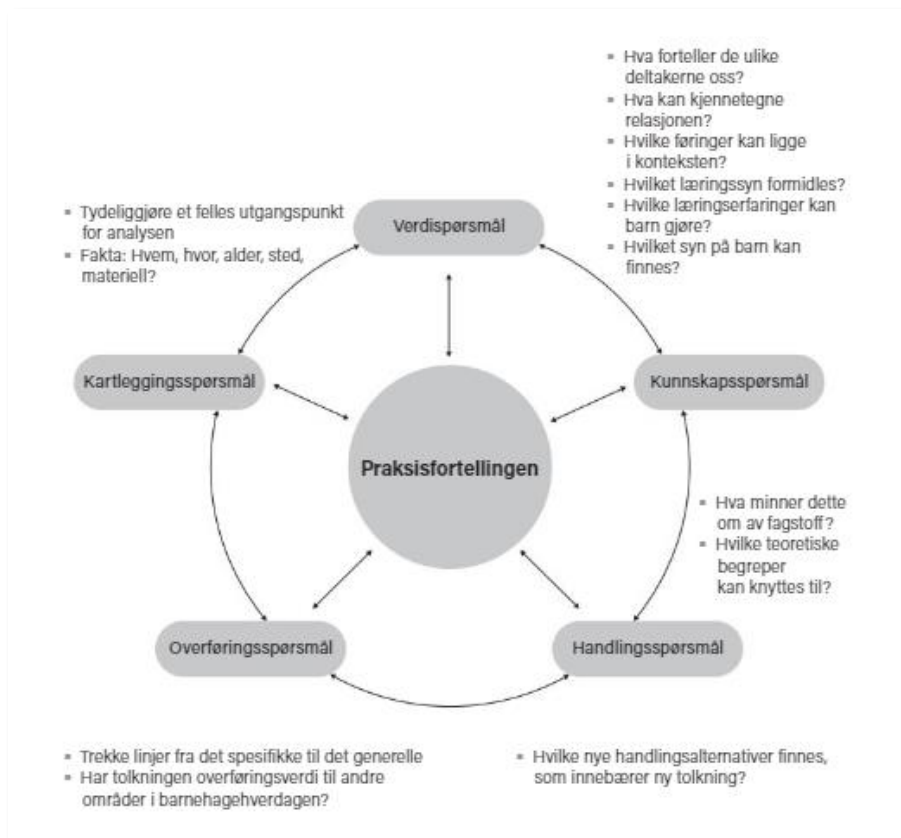 ▪ Hva forteller de ulike
deltakerne oss?
▪ Hva kan kjennetegne
relasjonen?
▪ Hvilke føringer kan ligge
i konteksten?
▪ Hvilket læringssyn formidles?
▪ Hvilke læringserfaringer kan
barn gjøre?
▪ Hvilket syn på barn kan
finnes?
▪ Tydeliggjøre et felles utgangspunkt
for analysen
▪ Fakta: Hvem, hvor, alder, sted,
materiell?
Verdispørsmål
Kartleggingsspørsmål
Kunnskapsspørsmål
Praksisfortellingen
▪ Hva minner dette
om av fagstoff?
▪ Hvilke teoretiske
begreper
kan knyttes til?
Overføringsspørsmål
Handlingsspørsmål
▪ Trekke linjer fra det spesifikke til det generelle
▪ Har tolkningen overføringsverdi til andre
områder i barnehagehverdagen?
▪ Hvilke nye handlingsalternativer finnes,
som innebærer ny tolkning?